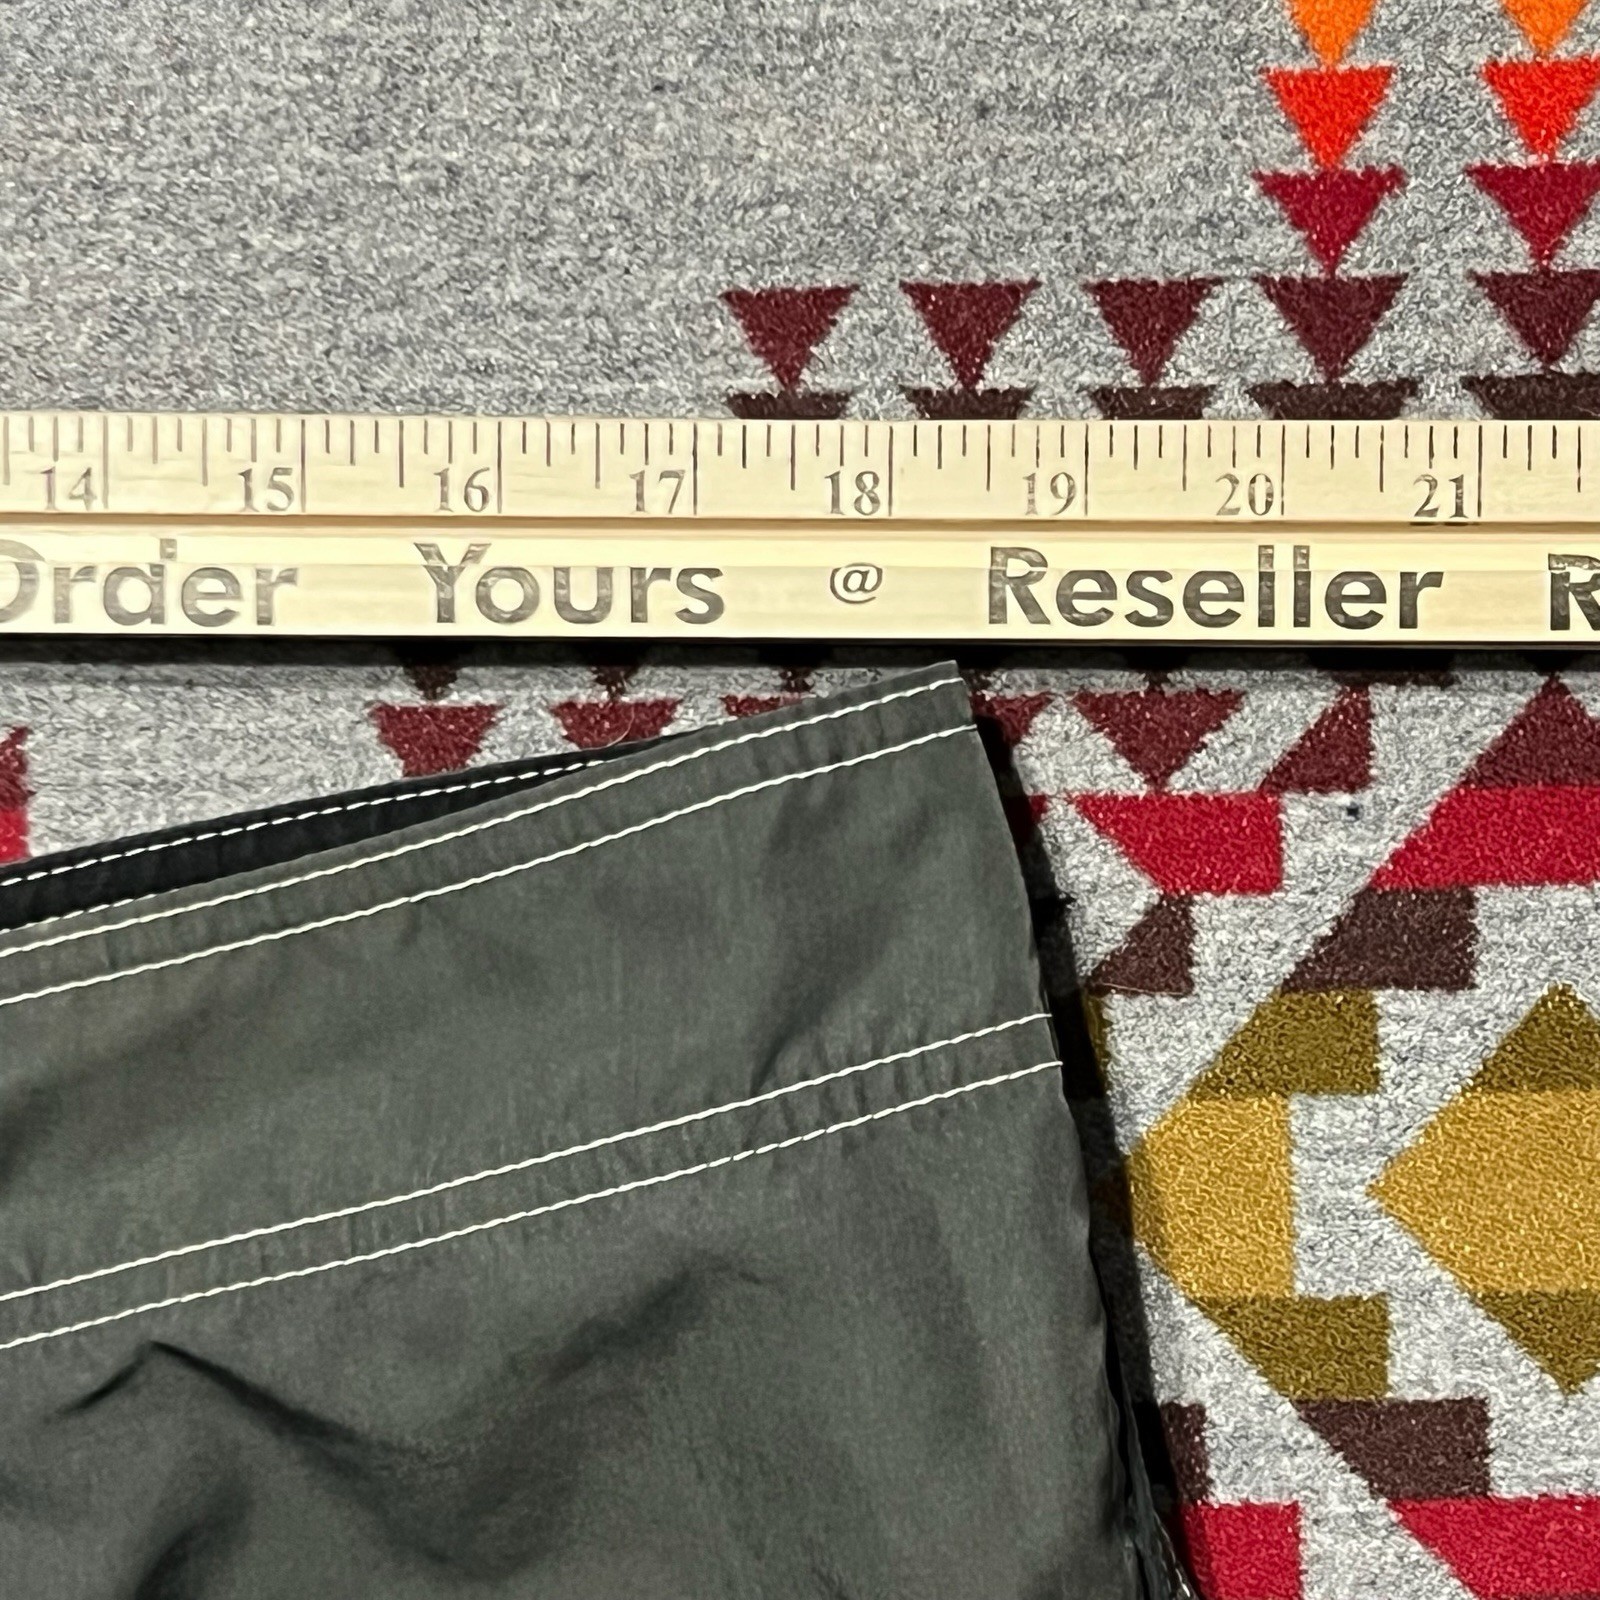 14 15 16 17 18 19 20 21
Order Yours @ Reseller R